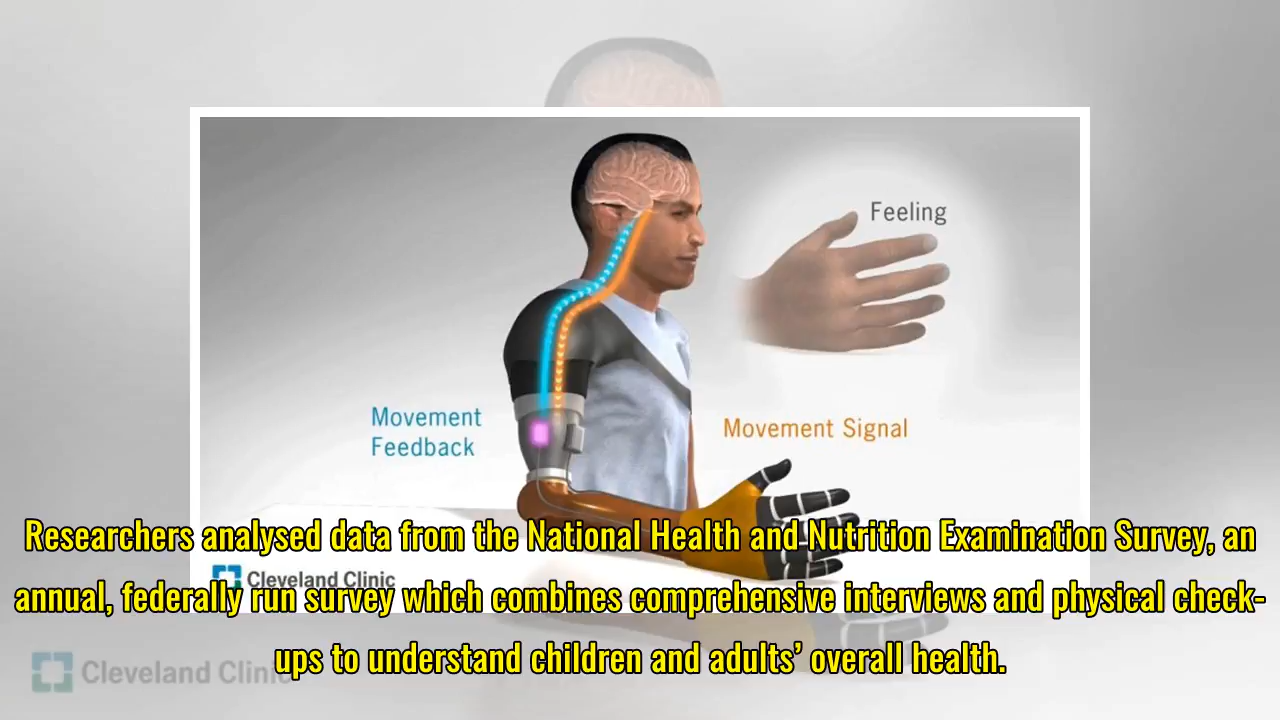 Feeling
Movement
Feedback
Movement Signal
Researchers analysed data from the National Health and Nutrition Examination Survey, an
Cleveland Clinic
annual, federally run survey which combines comprehensive interviews and physical check-
ups to understand children and adults’ overall health.
Cleveland Clinic